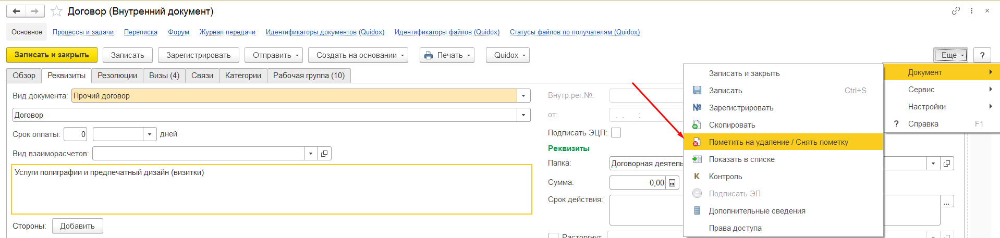 Договор (Внутренний документ)
Основное Процессы и задачи Переписка Форум Журнал передачи Идентификаторы документов (Quidox) Идентификаторы файлов (Quidox) Статусы файлов по получателям (Quidox)
Записать и закрыть Записать Зарегистрировать Отправить Создать на основании Печать Quidox Еще ?
Обзор Реквизиты Резолюции Визы (4) Связи Категории Рабочая группа (10)
Вид документа: Прочий договор
Договор
Срок оплаты: 0 дней
Вид взаиморасчетов:
Услуги полиграфии и предпечатный дизайн (визитки)
Стороны: Добавить
Внутр.рег.№:
от: . . :
Подписать ЭЦП:
Реквизиты
Папка: Договорная деятель
Сумма: 0,00
Срок действия: ...
Расторгнут
Записать и закрыть
Записать Ctrl+S
№ Зарегистрировать
Скопировать
Пометить на удаление / Снять пометку
Показать в списке
К Контроль
Подписать ЭП
Дополнительные сведения
Права доступа
Документ
Сервис
Настройки
? Справка F1